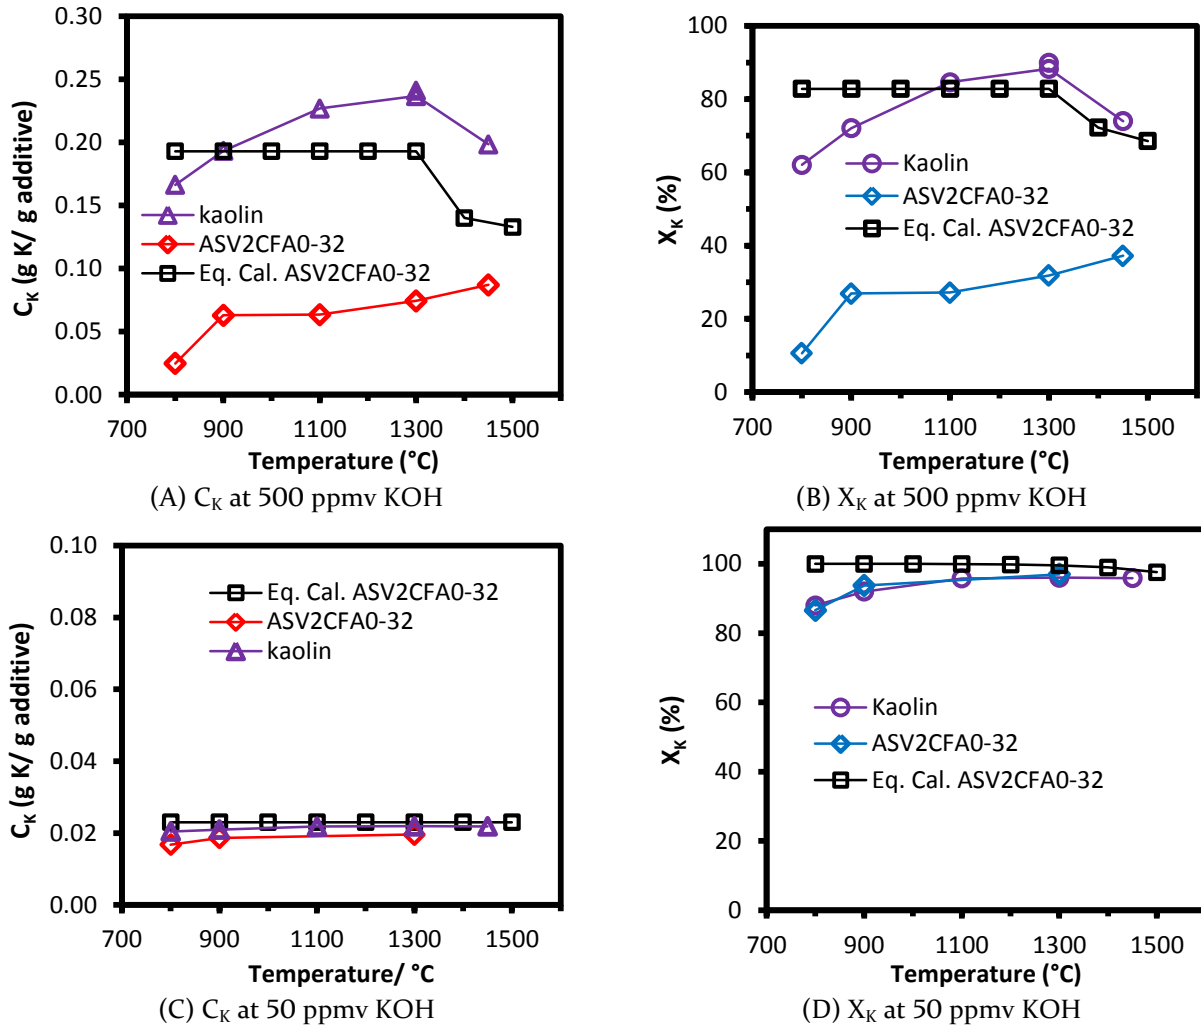 0.30
0.25
0.20
0.15
0.10
0.05
0.00
C_K (g K/ g additive)
kaolin
ASV2CFA0-32
Eq. Cal. ASV2CFA0-32
700 900 1100 1300 1500
Temperature (°C)
(A) C_K at 500 ppmv KOH
100
80
60
40
20
0
X_K (%)
Kaolin
ASV2CFA0-32
Eq. Cal. ASV2CFA0-32
700 900 1100 1300 1500
Temperature (°C)
(B) X_K at 500 ppmv KOH
0.10
0.08
0.06
0.04
0.02
0.00
C_K (g K/ g additive)
Eq. Cal. ASV2CFA0-32
ASV2CFA0-32
kaolin
700 900 1100 1300 1500
Temperature/ °C
(C) C_K at 50 ppmv KOH
100
80
60
40
20
0
X_K (%)
Kaolin
ASV2CFA0-32
Eq. Cal. ASV2CFA0-32
700 900 1100 1300 1500
Temperature (°C)
(D) X_K at 50 ppmv KOH